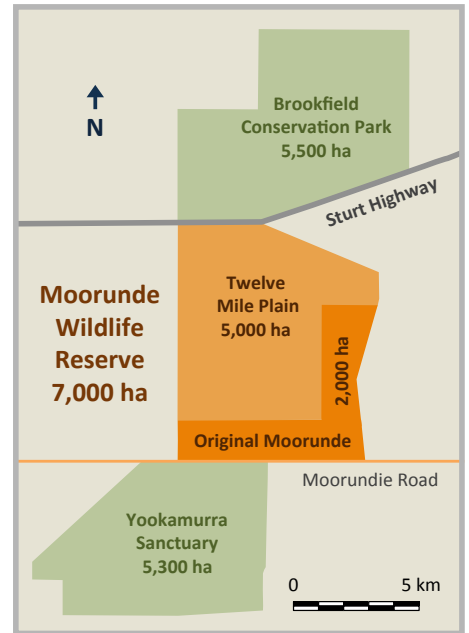 N
Brookfield
Conservation Park
5,500 ha
Sturt Highway
Moorunde
Wildlife
Reserve
7,000 ha
Twelve
Mile Plain
5,000 ha
2,000 ha
Original Moorunde
Moorundie Road
Yookamurra
Sanctuary
5,300 ha
0 5 km